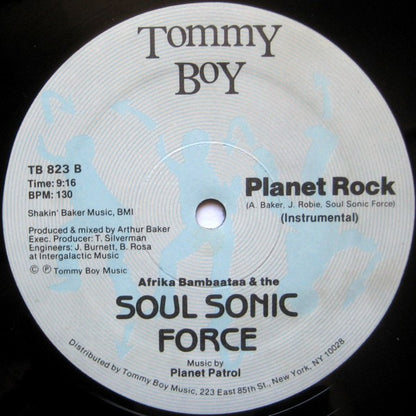 TOMMY
BOY
TB 823 B
Time: 9:16
BPM: 130
Shakin' Baker Music, BMI
Produced & mixed by Arthur Baker
Exec. Producer: T. Silverman
Engineers: J. Burnett, B. Rosa
at Intergalactic Music
© ℗ Tommy Boy Music
Planet Rock
(A. Baker, J. Robie, Soul Sonic Force)
(Instrumental)
Afrika Bambaataa & the
SOUL SONIC
FORCE
Music by
Planet Patrol
Distributed by Tommy Boy Music, 223 East 85th St., New York, NY 10028